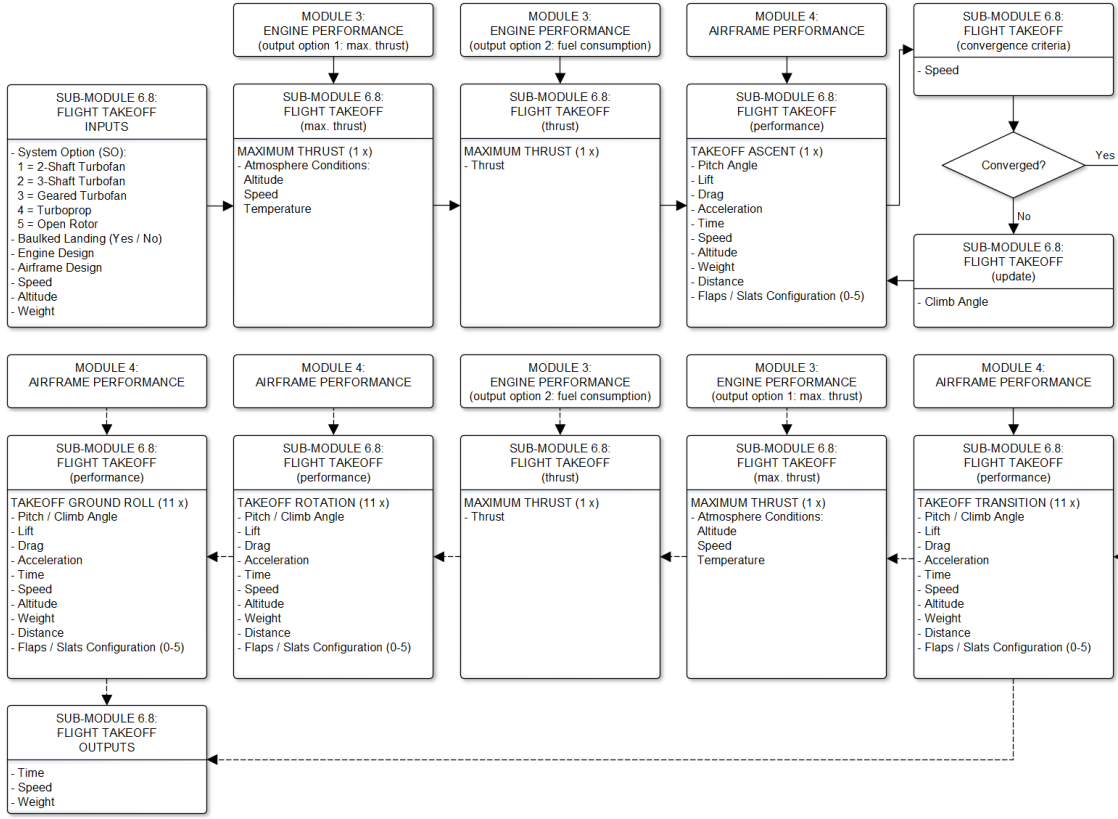 MODULE 3:
ENGINE PERFORMANCE
(output option 1: max. thrust)
MODULE 3:
ENGINE PERFORMANCE
(output option 2: fuel consumption)
MODULE 4:
AIRFRAME PERFORMANCE
SUB-MODULE 6.8:
FLIGHT TAKEOFF
(convergence criteria)
- Speed
SUB-MODULE 6.8:
FLIGHT TAKEOFF
INPUTS
- System Option (SO):
1 = 2-Shaft Turbofan
2 = 3-Shaft Turbofan
3 = Geared Turbofan
4 = Turboprop
5 = Open Rotor
- Baulked Landing (Yes / No)
- Engine Design
- Airframe Design
- Speed
- Altitude
- Weight
SUB-MODULE 6.8:
FLIGHT TAKEOFF
(max. thrust)
MAXIMUM THRUST (1 x)
- Atmosphere Conditions:
Altitude
Speed
Temperature
SUB-MODULE 6.8:
FLIGHT TAKEOFF
(thrust)
MAXIMUM THRUST (1 x)
- Thrust
SUB-MODULE 6.8:
FLIGHT TAKEOFF
(performance)
TAKEOFF ASCENT (1 x)
- Pitch Angle
- Lift
- Drag
- Acceleration
- Time
- Speed
- Altitude
- Weight
- Distance
- Flaps / Slats Configuration (0-5)
Converged?
Yes
No
SUB-MODULE 6.8:
FLIGHT TAKEOFF
(update)
- Climb Angle
MODULE 4:
AIRFRAME PERFORMANCE
MODULE 4:
AIRFRAME PERFORMANCE
MODULE 3:
ENGINE PERFORMANCE
(output option 2: fuel consumption)
MODULE 3:
ENGINE PERFORMANCE
(output option 1: max. thrust)
MODULE 4:
AIRFRAME PERFORMANCE
SUB-MODULE 6.8:
FLIGHT TAKEOFF
(performance)
TAKEOFF GROUND ROLL (11 x)
- Pitch / Climb Angle
- Lift
- Drag
- Acceleration
- Time
- Speed
- Altitude
- Weight
- Distance
- Flaps / Slats Configuration (0-5)
SUB-MODULE 6.8:
FLIGHT TAKEOFF
(performance)
TAKEOFF ROTATION (11 x)
- Pitch / Climb Angle
- Lift
- Drag
- Acceleration
- Time
- Speed
- Altitude
- Weight
- Distance
- Flaps / Slats Configuration (0-5)
SUB-MODULE 6.8:
FLIGHT TAKEOFF
(thrust)
MAXIMUM THRUST (1 x)
- Thrust
SUB-MODULE 6.8:
FLIGHT TAKEOFF
(max. thrust)
MAXIMUM THRUST (1 x)
- Atmosphere Conditions:
Altitude
Speed
Temperature
SUB-MODULE 6.8:
FLIGHT TAKEOFF
(performance)
TAKEOFF TRANSITION (11 x)
- Pitch / Climb Angle
- Lift
- Drag
- Acceleration
- Time
- Speed
- Altitude
- Weight
- Distance
- Flaps / Slats Configuration (0-5)
SUB-MODULE 6.8:
FLIGHT TAKEOFF
OUTPUTS
- Time
- Speed
- Weight